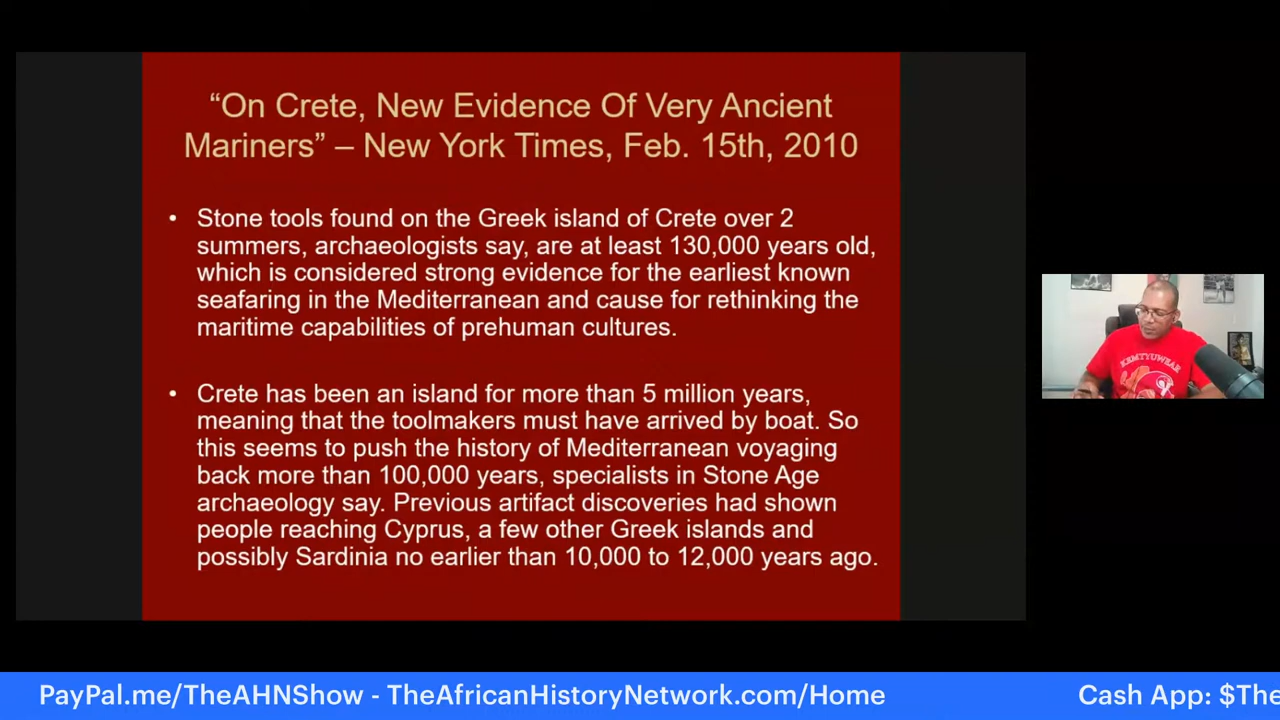 “On Crete, New Evidence Of Very Ancient
Mariners” – New York Times, Feb. 15th, 2010
• Stone tools found on the Greek island of Crete over 2
summers, archaeologists say, are at least 130,000 years old,
which is considered strong evidence for the earliest known
seafaring in the Mediterranean and cause for rethinking the
maritime capabilities of prehuman cultures.
• Crete has been an island for more than 5 million years,
meaning that the toolmakers must have arrived by boat. So
this seems to push the history of Mediterranean voyaging
back more than 100,000 years, specialists in Stone Age
archaeology say. Previous artifact discoveries had shown
people reaching Cyprus, a few other Greek islands and
possibly Sardinia no earlier than 10,000 to 12,000 years ago.
KEMTYUWEAR
PayPal.me/TheAHNShow - TheAfricanHistoryNetwork.com/Home
Cash App: $The